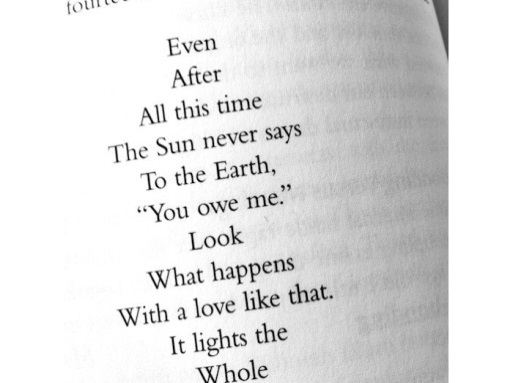 Even
After
All this time
The Sun never says
To the Earth,
“You owe me.”
Look
What happens
With a love like that.
It lights the
Whole